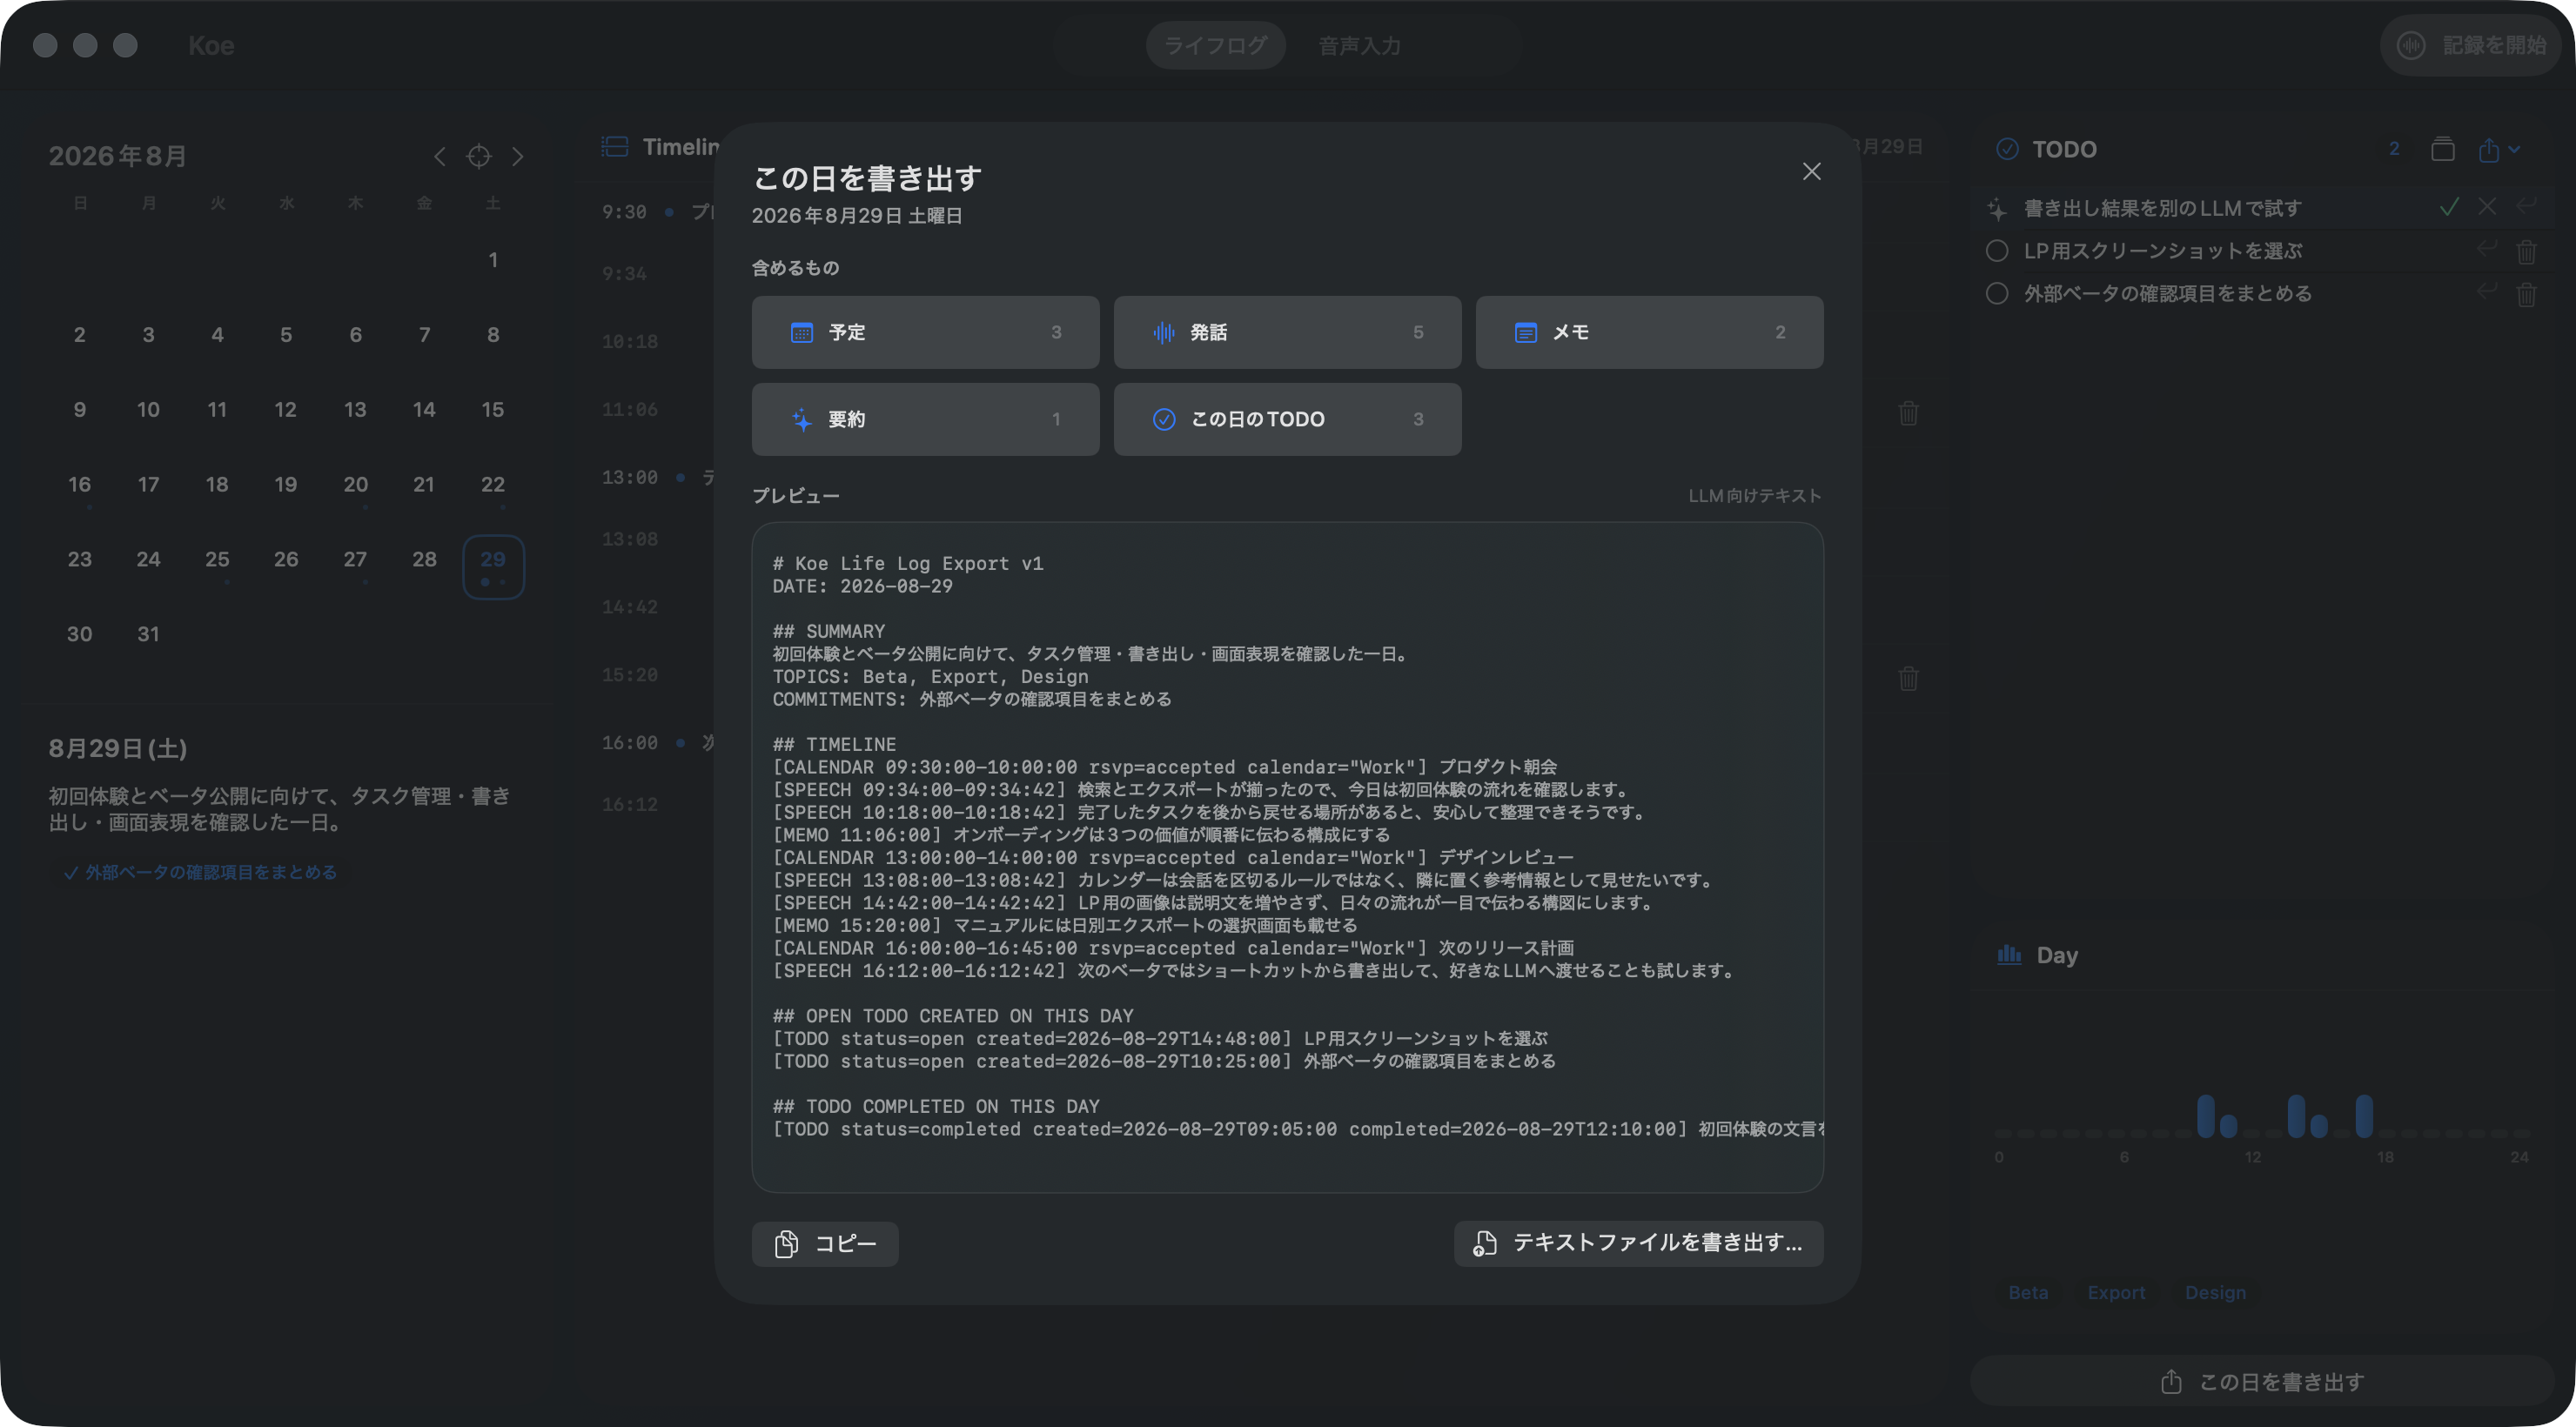 Koe
ライフログ
音声入力
記録を開始
2026年8月
日 月 火 水 木 金 土
1
2 3 4 5 6 7 8
9 10 11 12 13 14 15
16 17 18 19 20 21 22
23 24 25 26 27 28 29
30 31
8月29日(土)
初回体験とベータ公開に向けて、タスク管理・書き
出し・画面表現を確認した一日。
外部ベータの確認項目をまとめる
Timelin
月29日
9:30 プ
9:34
10:18
11:06
13:00 デ
13:08
14:42
15:20
16:00 次
16:12
この日を書き出す
2026年8月29日 土曜日
含めるもの
予定 3
発話 5
メモ 2
要約 1
この日のTODO 3
プレビュー
LLM向けテキスト
# Koe Life Log Export v1
DATE: 2026-08-29
## SUMMARY
初回体験とベータ公開に向けて、タスク管理・書き出し・画面表現を確認した一日。
TOPICS: Beta, Export, Design
COMMITMENTS: 外部ベータの確認項目をまとめる
## TIMELINE
[CALENDAR 09:30:00-10:00:00 rsvp=accepted calendar="Work"] プロダクト朝会
[SPEECH 09:34:00-09:34:42] 検索とエクスポートが揃ったので、今日は初回体験の流れを確認します。
[SPEECH 10:18:00-10:18:42] 完了したタスクを後から戻せる場所があると、安心して整理できそうです。
[MEMO 11:06:00] オンボーディングは3つの価値が順番に伝わる構成にする
[CALENDAR 13:00:00-14:00:00 rsvp=accepted calendar="Work"] デザインレビュー
[SPEECH 13:08:00-13:08:42] カレンダーは会話を区切るルールではなく、隣に置く参考情報として見せたいです。
[SPEECH 14:42:00-14:42:42] LP用の画像は説明文を増やさず、日々の流れが一目で伝わる構図にします。
[MEMO 15:20:00] マニュアルには日別エクスポートの選択画面も載せる
[CALENDAR 16:00:00-16:45:00 rsvp=accepted calendar="Work"] 次のリリース計画
[SPEECH 16:12:00-16:12:42] 次のベータではショートカットから書き出して、好きなLLMへ渡せることも試します。
## OPEN TODO CREATED ON THIS DAY
[TODO status=open created=2026-08-29T14:48:00] LP用スクリーンショットを選ぶ
[TODO status=open created=2026-08-29T10:25:00] 外部ベータの確認項目をまとめる
## TODO COMPLETED ON THIS DAY
[TODO status=completed created=2026-08-29T09:05:00 completed=2026-08-29T12:10:00] 初回体験の文言
コピー
テキストファイルを書き出す...
TODO 2
書き出し結果を別のLLMで試す
LP用スクリーンショットを選ぶ
外部ベータの確認項目をまとめる
Day
0 6 12 18 24
Beta Export Design
この日を書き出す